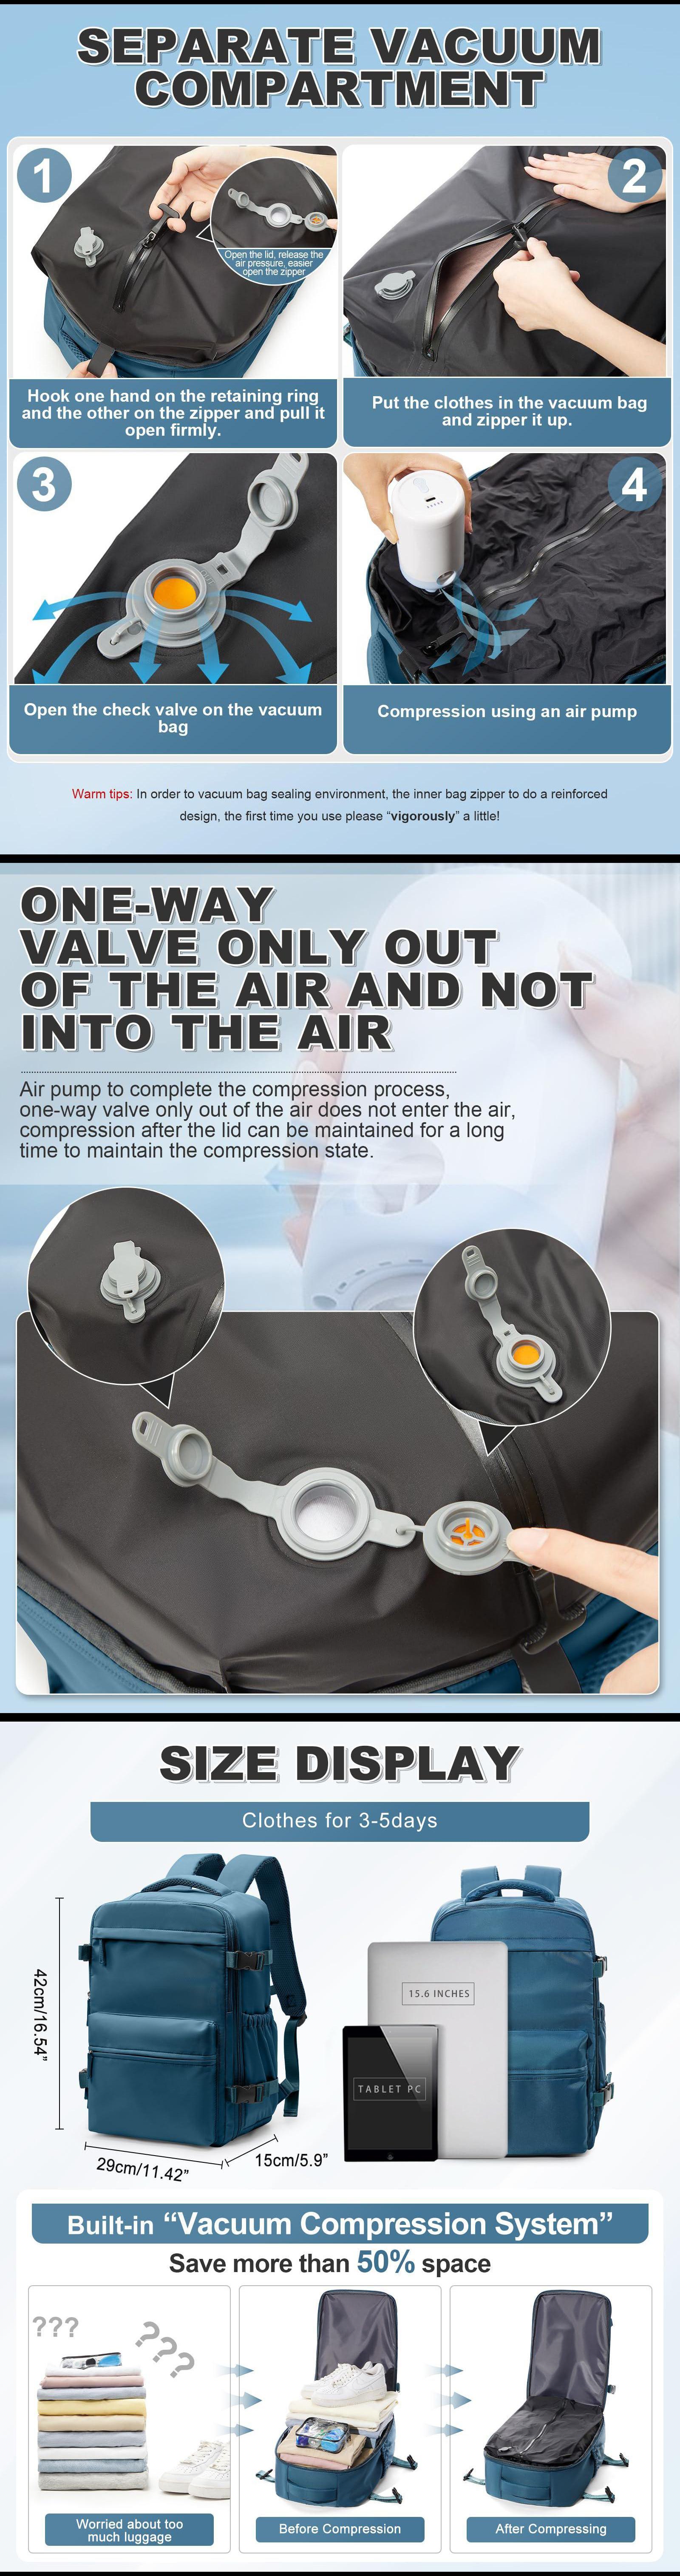 SEPARATE VACUUM
COMPARTMENT
1
Open the lid, release the
air pressure, easier
open the zipper
Hook one hand on the retaining ring
and the other on the zipper and pull it
open firmly.
2
Put the clothes in the vacuum bag
and zipper it up.
3
Open the check valve on the vacuum
bag
4
Compression using an air pump
Warm tips: In order to vacuum bag sealing environment, the inner bag zipper to do a reinforced
design, the first time you use please “vigorously” a little!
ONE-WAY
VALVE ONLY OUT
OF THE AIR AND NOT
INTO THE AIR
Air pump to complete the compression process,
one-way valve only out of the air does not enter the air,
compression after the lid can be maintained for a long
time to maintain the compression state.
SIZE DISPLAY
Clothes for 3-5days
42cm/16.54”
29cm/11.42”
15cm/5.9”
15.6 INCHES
TABLET PC
Built-in “Vacuum Compression System”
Save more than 50% space
???
???
Worried about too
much luggage
Before Compression
After Compressing